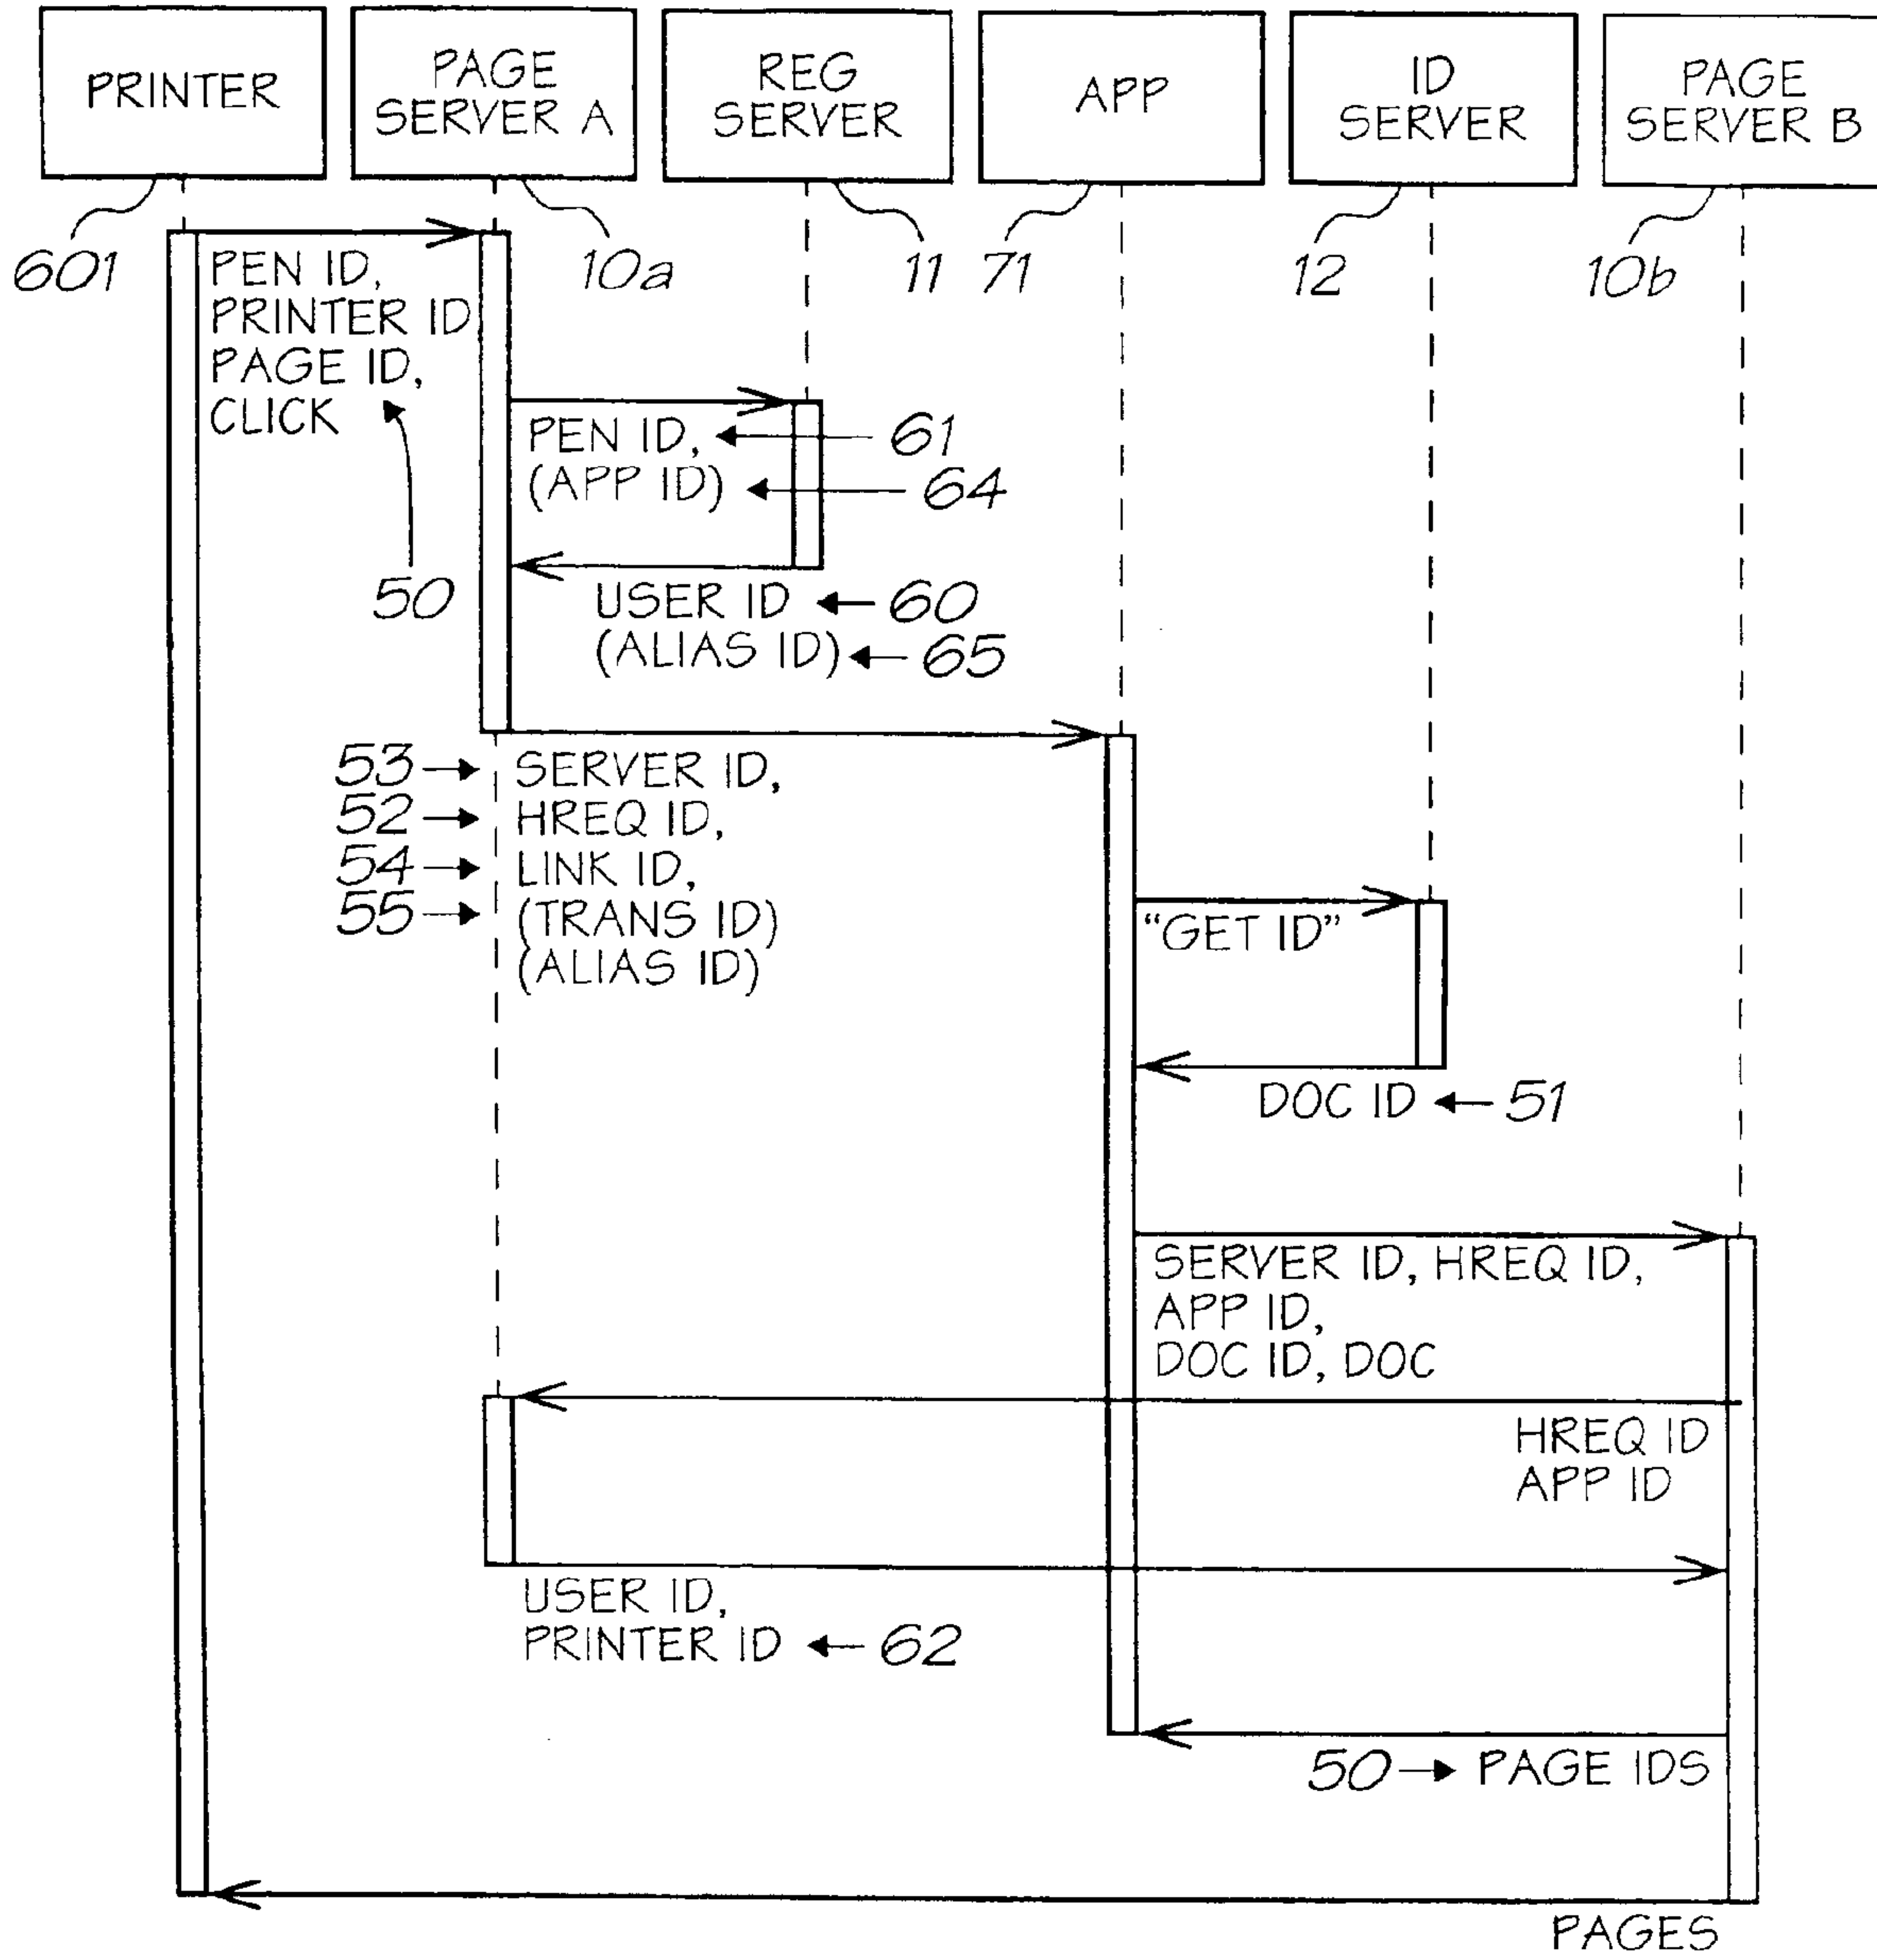 PRINTER
PAGE
SERVER A
REG
SERVER
APP
ID
SERVER
PAGE
SERVER B
601
10a
11
71
12
10b
PEN ID,
PRINTER ID
PAGE ID,
CLICK
50
PEN ID,
61
(APP ID)
64
USER ID
60
(ALIAS ID)
65
53
SERVER ID,
52
HREQ ID,
54
LINK ID,
55
(TRANS ID)
(ALIAS ID)
“GET ID”
DOC ID
51
SERVER ID, HREQ ID,
APP ID,
DOC ID, DOC
HREQ ID
APP ID
USER ID,
PRINTER ID
62
50
PAGE IDS
PAGES